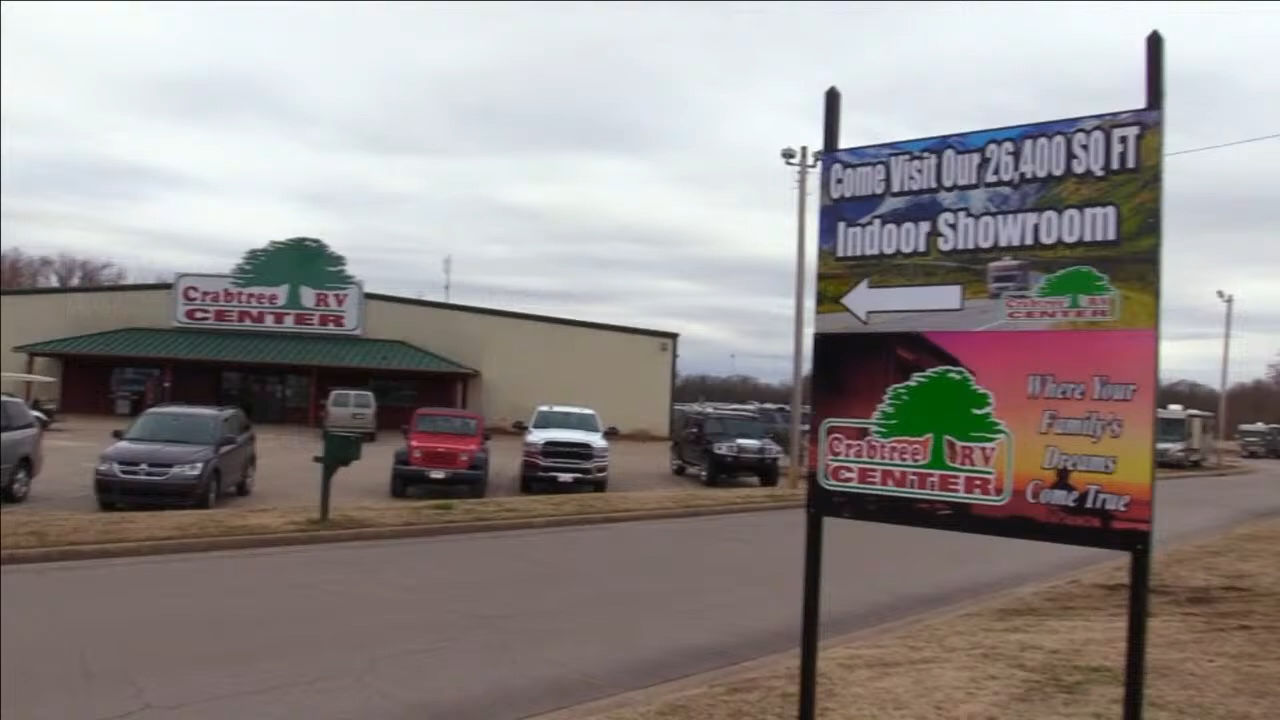 Crabtree RV
CENTER
Come Visit Our 26,400 SQ FT
Indoor Showroom
Crabtree RV
CENTER
Where Your
Family's
Dreams
Come True
Crabtree RV
CENTER